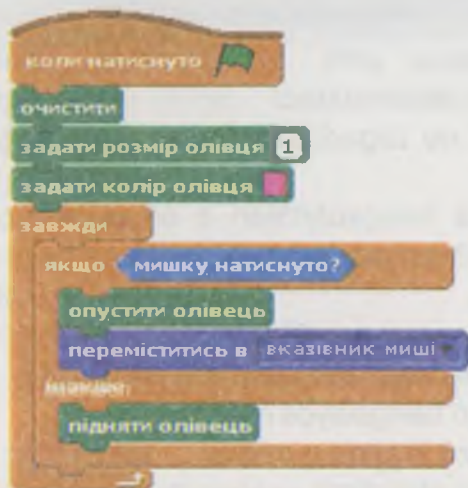 коли натиснуто
очистити
задати розмір олівця 1
задати колір олівця
завжди
якщо мишку натиснуто?
опустити олівець
переміститись в вказівник миші
інакше
підняти олівець